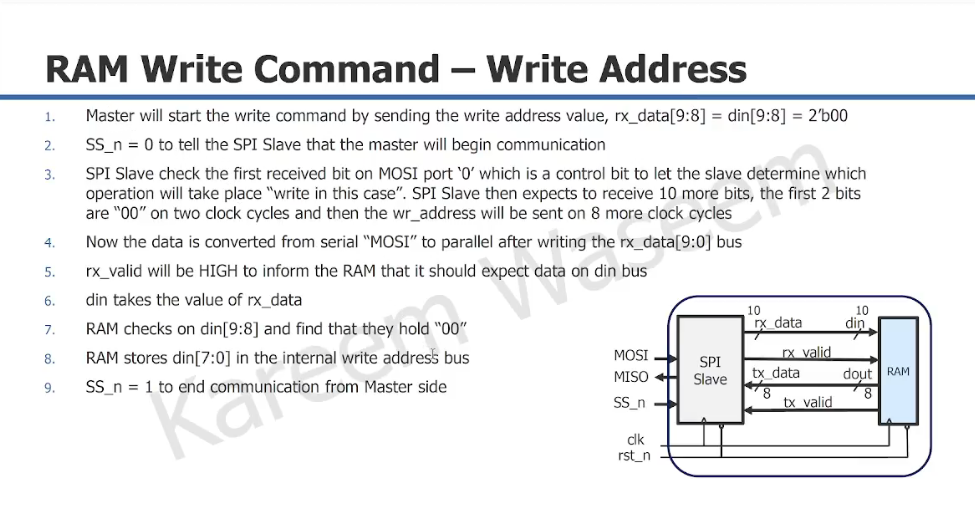 RAM Write Command – Write Address
1. Master will start the write command by sending the write address value, rx_data[9:8] = din[9:8] = 2'b00
2. SS_n = 0 to tell the SPI Slave that the master will begin communication
3. SPI Slave check the first received bit on MOSI port '0' which is a control bit to let the slave determine which
operation will take place "write in this case". SPI Slave then expects to receive 10 more bits, the first 2 bits
are "00" on two clock cycles and then the wr_address will be sent on 8 more clock cycles
4. Now the data is converted from serial "MOSI" to parallel after writing the rx_data[9:0] bus
5. rx_valid will be HIGH to inform the RAM that it should expect data on din bus
6. din takes the value of rx_data
7. RAM checks on din[9:8] and find that they hold "00"
8. RAM stores din[7:0] in the internal write address bus
9. SS_n = 1 to end communication from Master side
Kareem Waseem
10 10
rx_data din
rx_valid
MOSI
SPI
Slave
MISO
tx_data dout
RAM
8 8
SS_n
tx_valid
clk
rst_n